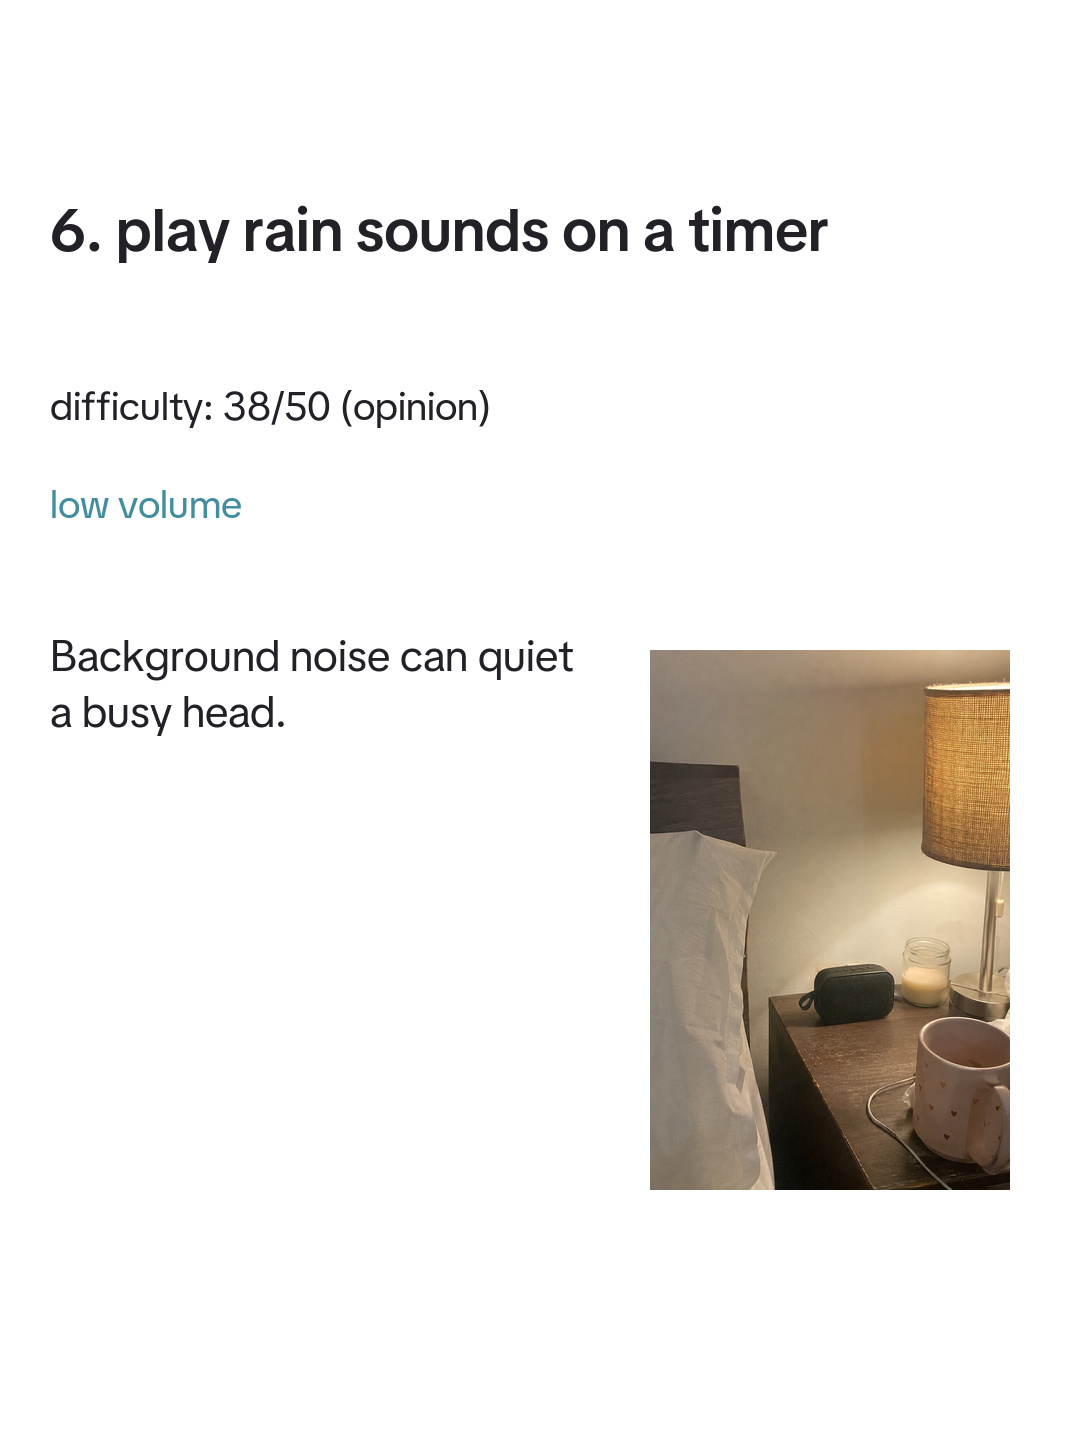 6. play rain sounds on a timer
difficulty: 38/50 (opinion)
low volume
Background noise can quiet
a busy head.